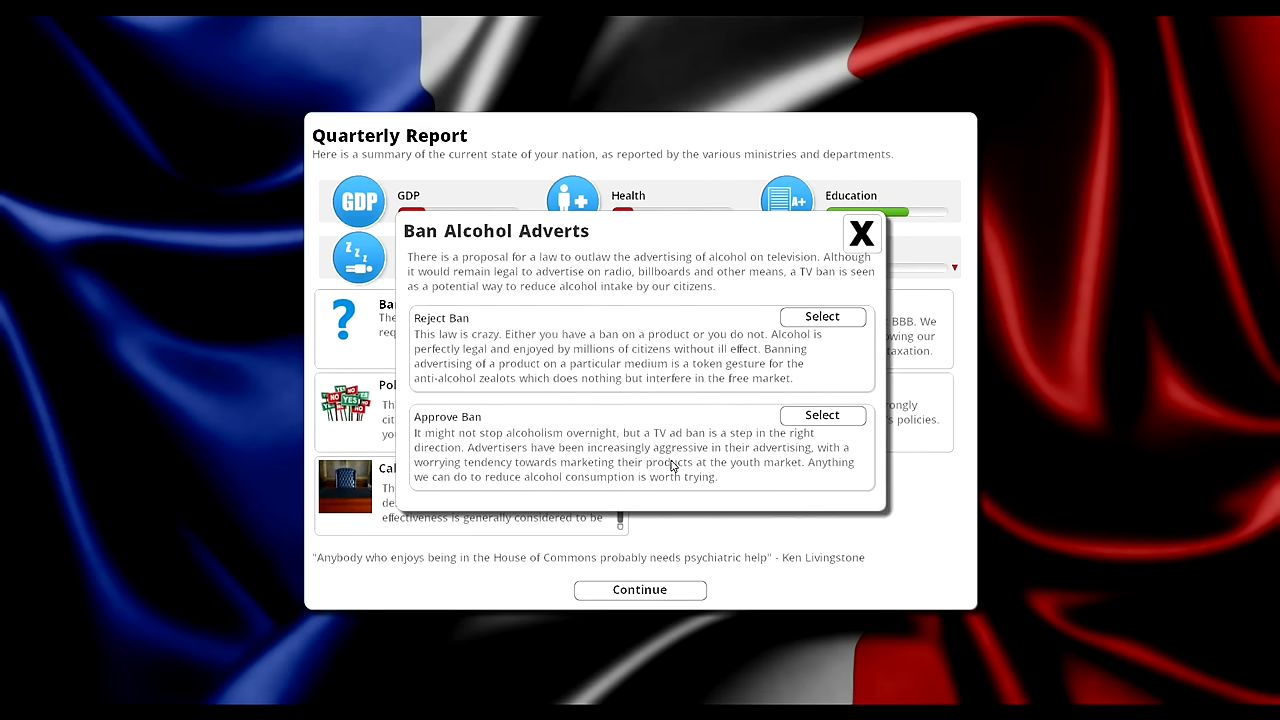 Quarterly Report
Here is a summary of the current state of your nation, as reported by the various ministries and departments.
GDP
GDP
Health
A+
Education
Ban Alcohol Adverts
X
There is a proposal for a law to outlaw the advertising of alcohol on television. Although
it would remain legal to advertise on radio, billboards and other means, a TV ban is seen
as a potential way to reduce alcohol intake by our citizens.
Reject Ban
Select
This law is crazy. Either you have a ban on a product or you do not. Alcohol is
perfectly legal and enjoyed by millions of citizens without ill effect. Banning
advertising of a product on a particular medium is a token gesture for the
anti-alcohol zealots which does nothing but interfere in the free market.
Approve Ban
Select
It might not stop alcoholism overnight, but a TV ad ban is a step in the right
direction. Advertisers have been increasingly aggressive in their advertising, with a
worrying tendency towards marketing their products at the youth market. Anything
we can do to reduce alcohol consumption is worth trying.
BBB. We
taxation.
policies.
effectiveness is generally considered to be
"Anybody who enjoys being in the House of Commons probably needs psychiatric help" - Ken Livingstone
Continue